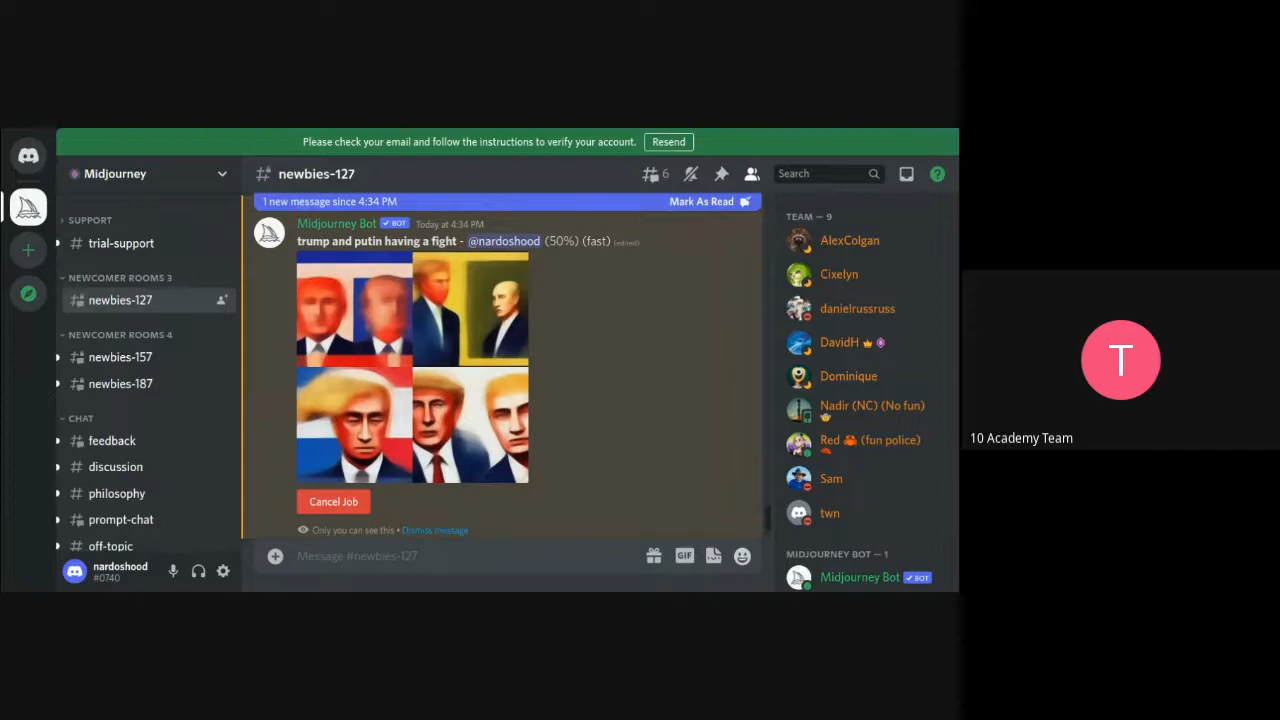 Please check your email and follow the instructions to verify your account. Resend
Midjourney
newbies-127
6
Search
1 new message since 4:34 PM Mark As Read
SUPPORT
trial-support
NEWCOMER ROOMS 3
newbies-127
NEWCOMER ROOMS 4
newbies-157
newbies-187
CHAT
feedback
discussion
philosophy
prompt-chat
off-topic
nardoshood
#0740
Midjourney Bot BOT Today at 4:34 PM
trump and putin having a fight - @nardoshood (50%) (fast) (edited)
Cancel Job
Only you can see this • Dismiss message
Message #newbies-127
GIF
TEAM — 9
AlexColgan
Cixelyn
danielrussruss
DavidH
Dominique
Nadir (NC) (No fun)
Red 🦀 (fun police)
Sam
twn
MIDJOURNEY BOT — 1
Midjourney Bot BOT
T
10 Academy Team